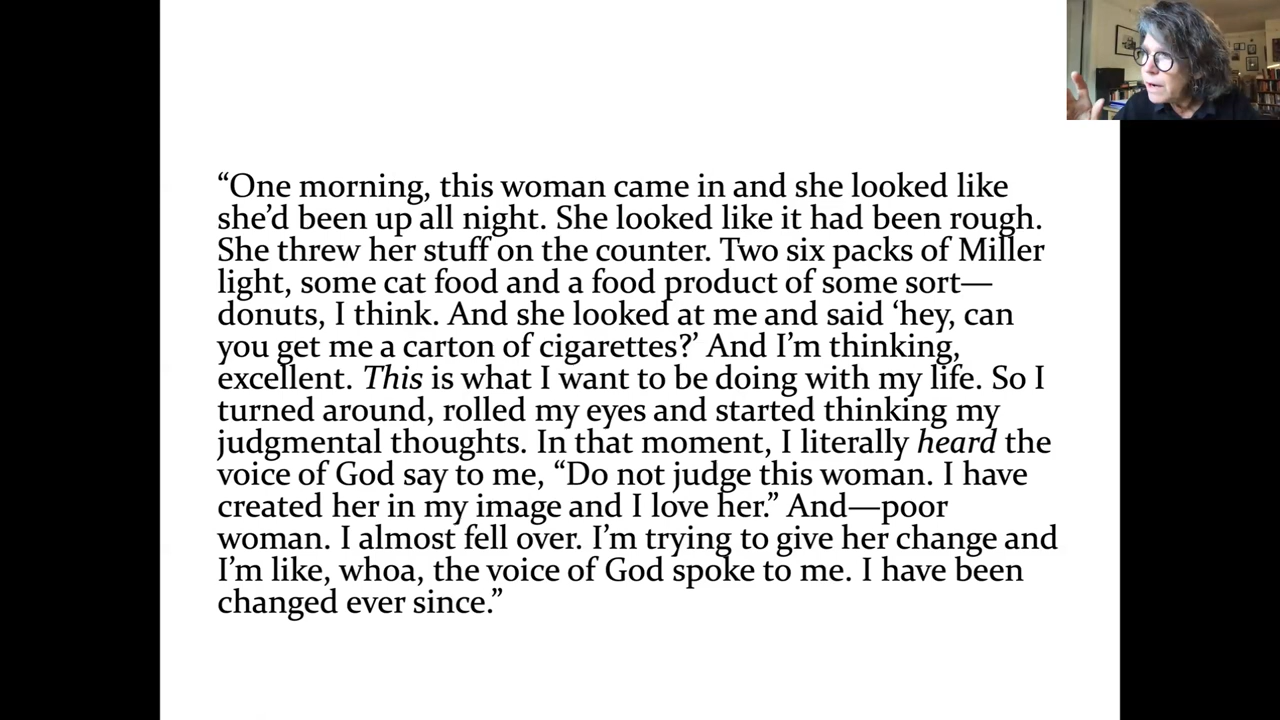 “One morning, this woman came in and she looked like
she’d been up all night. She looked like it had been rough.
She threw her stuff on the counter. Two six packs of Miller
light, some cat food and a food product of some sort—
donuts, I think. And she looked at me and said ‘hey, can
you get me a carton of cigarettes?’ And I’m thinking,
excellent. This is what I want to be doing with my life. So I
turned around, rolled my eyes and started thinking my
judgmental thoughts. In that moment, I literally heard the
voice of God say to me, “Do not judge this woman. I have
created her in my image and I love her.” And—poor
woman. I almost fell over. I’m trying to give her change and
I’m like, whoa, the voice of God spoke to me. I have been
changed ever since.”